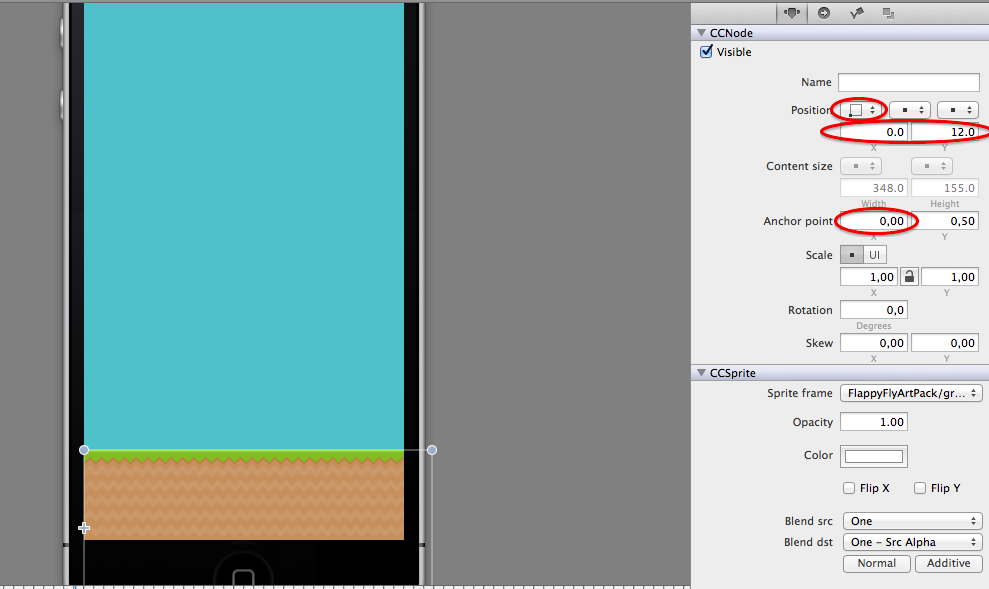 CCNode
Visible
Name
Position
0.0 12.0
X Y
Content size
348.0 155.0
Width Height
Anchor point 0,00 0,50
X Y
Scale UI
1,00 1,00
X Y
Rotation 0,0
Degrees
Skew 0,00 0,00
X Y
CCSprite
Sprite frame FlappyFlyArtPack/gr...
Opacity 1.00
Color
Flip X Flip Y
Blend src One
Blend dst One - Src Alpha
Normal Additive